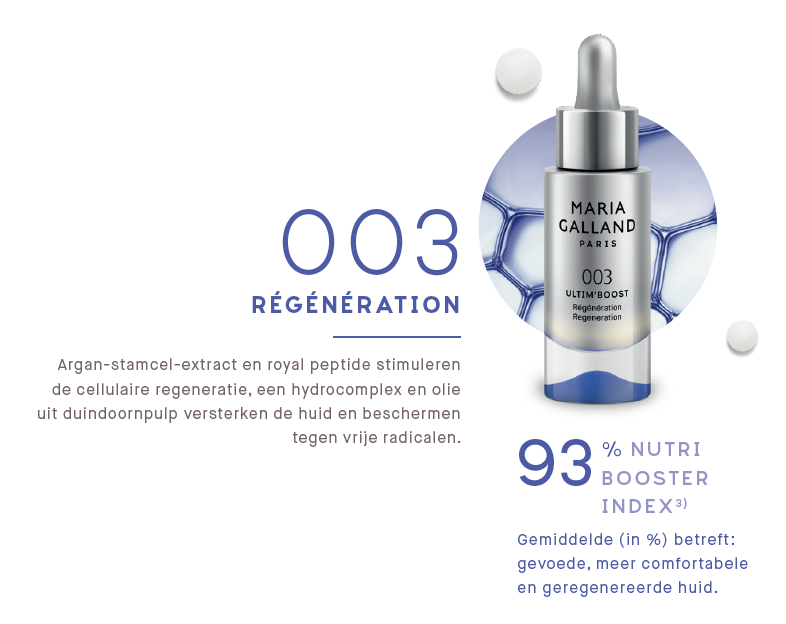 003
RÉGÉNÉRATION
Argan-stamcel-extract en royal peptide stimuleren
de cellulaire regeneratie, een hydrocomplex en olie
uit duindoornpulp versterken de huid en beschermen
tegen vrije radicalen.
MARIA
GALLAND
PARIS
003
ULTIM'BOOST
Régénération
Regeneration
93 % NUTRI
BOOSTER
INDEX³⁾
Gemiddelde (in %) betreft:
gevoede, meer comfortabele
en geregenereerde huid.